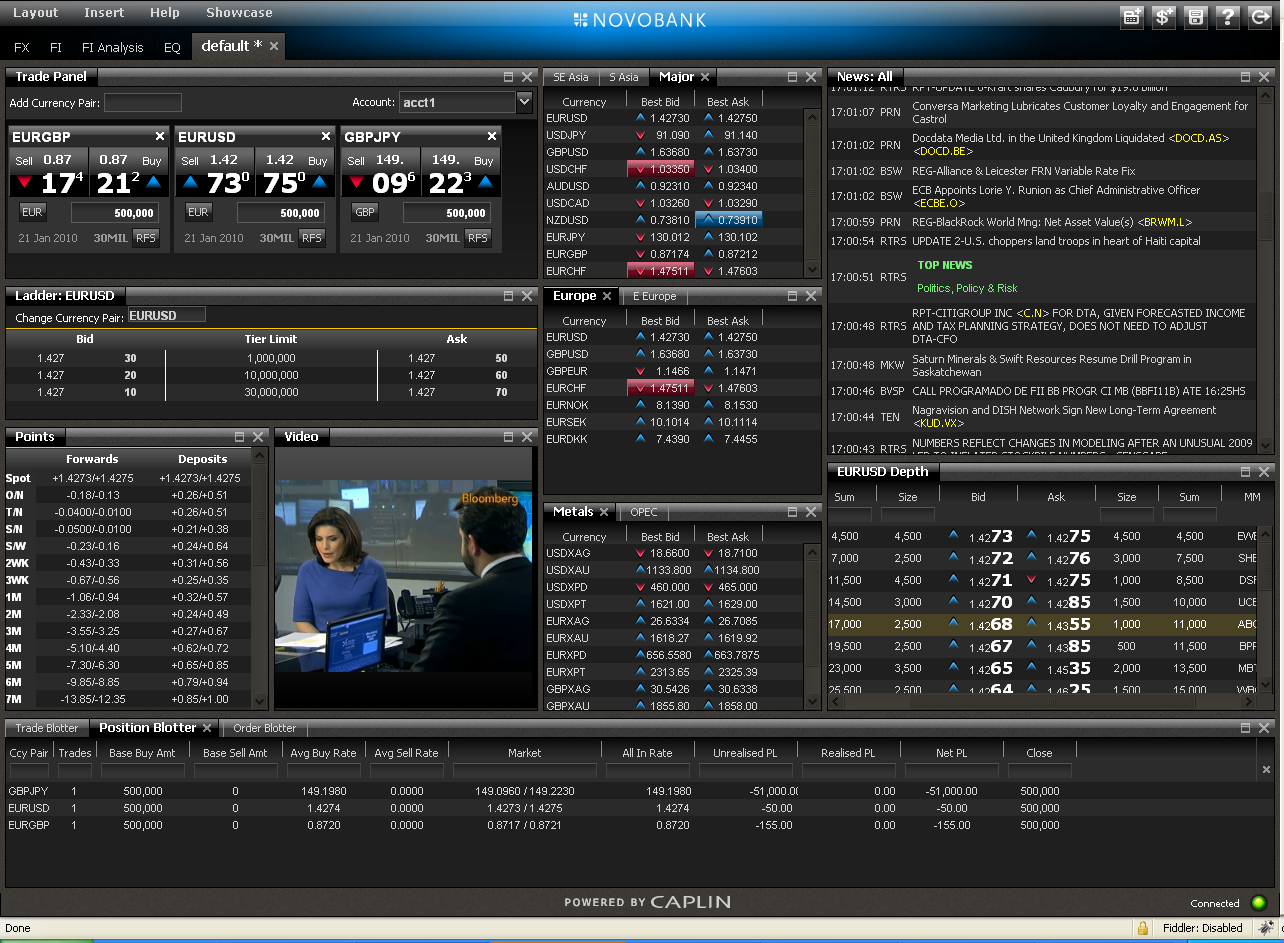 Layout Insert Help Showcase
NOVOBANK
FX FI FI Analysis EQ default *
Trade Panel
Add Currency Pair: Account: acct1
EURGBP EURUSD GBPJPY
Sell 0.87 0.87 Buy Sell 1.42 1.42 Buy Sell 149. 149. Buy
17 4 21 2 73 0 75 0 09 6 22 3
EUR 500,000 EUR 500,000 GBP 500,000
21 Jan 2010 30MIL RFS 21 Jan 2010 30MIL RFS 21 Jan 2010 30MIL RFS
Ladder: EURUSD
Change Currency Pair: EURUSD
Bid Tier Limit Ask
1.427 30 1,000,000 1.427 50
1.427 20 10,000,000 1.427 60
1.427 10 30,000,000 1.427 70
Points
Forwards Deposits
Spot +1.4273/+1.4275 +1.4273/+1.4275
O/N -0.18/-0.13 +0.26/+0.51
T/N -0.0400/-0.0100 +0.26/+0.51
S/N -0.0500/-0.0100 +0.21/+0.38
S/W -0.23/-0.16 +0.24/+0.64
2WK -0.43/-0.33 +0.31/+0.56
3WK -0.67/-0.56 +0.25/+0.35
1M -1.06/-0.94 +0.32/+0.57
2M -2.33/-2.08 +0.24/+0.49
3M -3.55/-3.25 +0.27/+0.67
4M -5.10/-4.40 +0.62/+0.72
5M -7.30/-6.30 +0.65/+0.85
6M -9.85/-8.85 +0.79/+0.94
7M -13.85/-12.35 +0.85/+1.00
Video
Bloomberg
SE Asia S Asia Major
Currency Best Bid Best Ask
EURUSD 1.42730 1.42750
USDJPY 91.090 91.140
GBPUSD 1.63680 1.63730
USDCHF 1.03350 1.03400
AUDUSD 0.92310 0.92340
USDCAD 1.03260 1.03290
NZDUSD 0.73810 0.73910
EURJPY 130.012 130.102
EURGBP 0.87174 0.87212
EURCHF 1.47511 1.47603
Europe E Europe
Currency Best Bid Best Ask
EURUSD 1.42730 1.42750
GBPUSD 1.63680 1.63730
GBPEUR 1.1466 1.1471
EURCHF 1.47511 1.47603
EURNOK 8.1390 8.1530
EURSEK 10.1014 10.1114
EURDKK 7.4390 7.4455
Metals OPEC
Currency Best Bid Best Ask
USDXAG 18.6600 18.7100
USDXAU 1133.800 1134.800
USDXPD 460.000 465.000
USDXPT 1621.00 1629.00
EURXAG 26.6334 26.7085
EURXAU 1618.27 1619.92
EURXPD 656.5580 663.7875
EURXPT 2313.65 2325.39
GBPXAG 30.5426 30.6338
GBPXAU 1855.80 1858.00
News: All
17:01:12 RTRS RPT-UPDATE 6-Kraft shares Cadbury for $19.6 billion
17:01:07 PRN Conversa Marketing Lubricates Customer Loyalty and Engagement for
Castrol
17:01:02 PRN Docdata Media Ltd. in the United Kingdom Liquidated <DOCD.AS>
<DOCD.BE>
17:01:02 BSW REG-Alliance & Leicester FRN Variable Rate Fix
17:01:02 BSW ECB Appoints Lorie Y. Runion as Chief Administrative Officer
<ECBE.O>
17:00:59 PRN REG-BlackRock World Mng: Net Asset Value(s) <BRWM.L>
17:00:54 RTRS UPDATE 2-U.S. choppers land troops in heart of Haiti capital
17:00:51 RTRS TOP NEWS
Politics, Policy & Risk
17:00:48 RTRS RPT-CITIGROUP INC <C.N> FOR DTA, GIVEN FORECASTED INCOME
AND TAX PLANNING STRATEGY, DOES NOT NEED TO ADJUST
DTA-CFO
17:00:48 MKW Saturn Minerals & Swift Resources Resume Drill Program in
Saskatchewan
17:00:46 BVSP CALL PROGRAMADO DE FII BB PROGR CI MB (BBFI11B) ATE 16:25HS
17:00:44 TEN Nagravision and DISH Network Sign New Long-Term Agreement
<KUD.VX>
17:00:43 RTRS NUMBERS REFLECT CHANGES IN MODELING AFTER AN UNUSUAL 2009
EURUSD Depth
Sum Size Bid Ask Size Sum MM
4,500 4,500 1.4273 1.4275 4,500 4,500 EWE
7,000 2,500 1.4272 1.4276 3,000 7,500 SHE
11,500 4,500 1.4271 1.4275 1,000 8,500 DSF
14,500 3,000 1.4270 1.4285 1,500 10,000 UCE
17,000 2,500 1.4268 1.4355 1,000 11,000 ABC
19,500 2,500 1.4267 1.4385 500 11,500 BPF
23,000 3,500 1.4265 1.4535 2,000 13,500 MBT
25,500 2,500 1.4264 1.4625 1,500 15,000 WBC
Trade Blotter Position Blotter Order Blotter
Ccy Pair Trades Base Buy Amt Base Sell Amt Avg Buy Rate Avg Sell Rate Market All In Rate Unrealised PL Realised PL Net PL Close
GBPJPY 1 500,000 0 149.1980 0.0000 149.0960 / 149.2230 149.1980 -51,000.00 0.00 -51,000.00 500,000
EURUSD 1 500,000 0 1.4274 0.0000 1.4273 / 1.4275 1.4274 -50.00 0.00 -50.00 500,000
EURGBP 1 500,000 0 0.8720 0.0000 0.8717 / 0.8721 0.8720 -155.00 0.00 -155.00 500,000
POWERED BY CAPLIN
Connected
Done Fiddler: Disabled